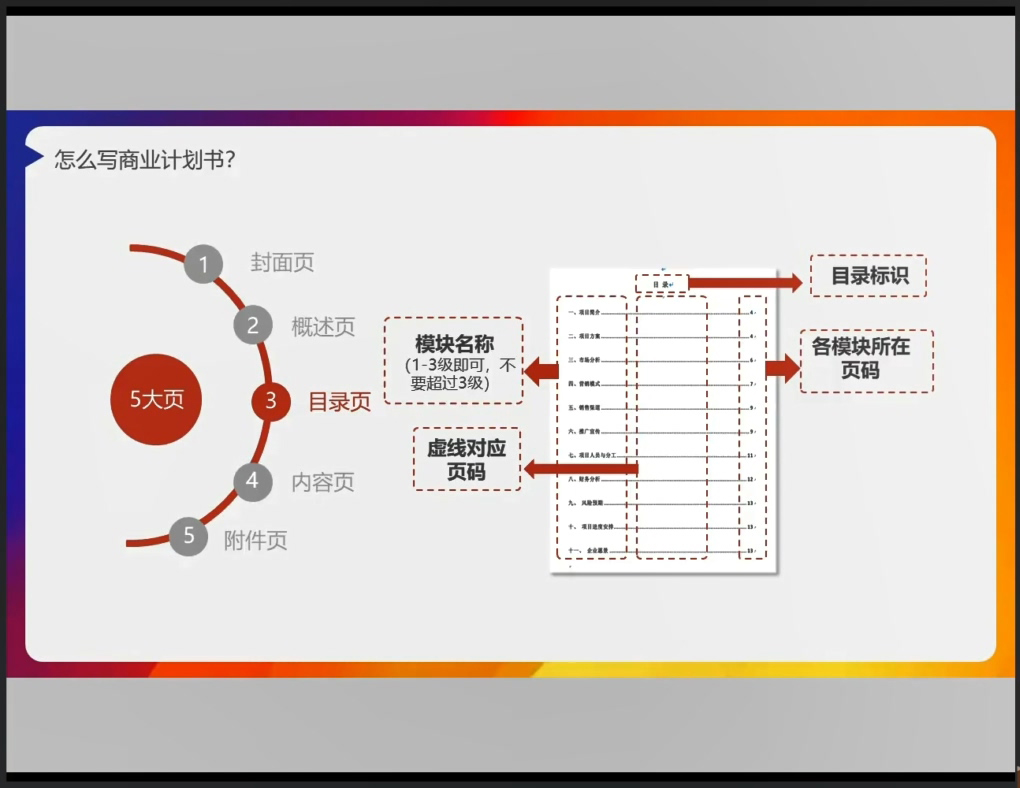 怎么写商业计划书?
1
封面页
2
概述页
5大页
3
目录页
4
内容页
5
附件页
模块名称
(1-3级即可，不
要超过3级)
虚线对应
页码
目 录
一、项目简介 4
二、项目方案 4
三、市场分析 6
四、营销模式 7
五、销售渠道 9
六、推广宣传 9
七、项目人员与分工 11
八、财务分析 12
九、风险预测 13
十、项目进度安排 13
十一、企业愿景 13
目录标识
各模块所在
页码